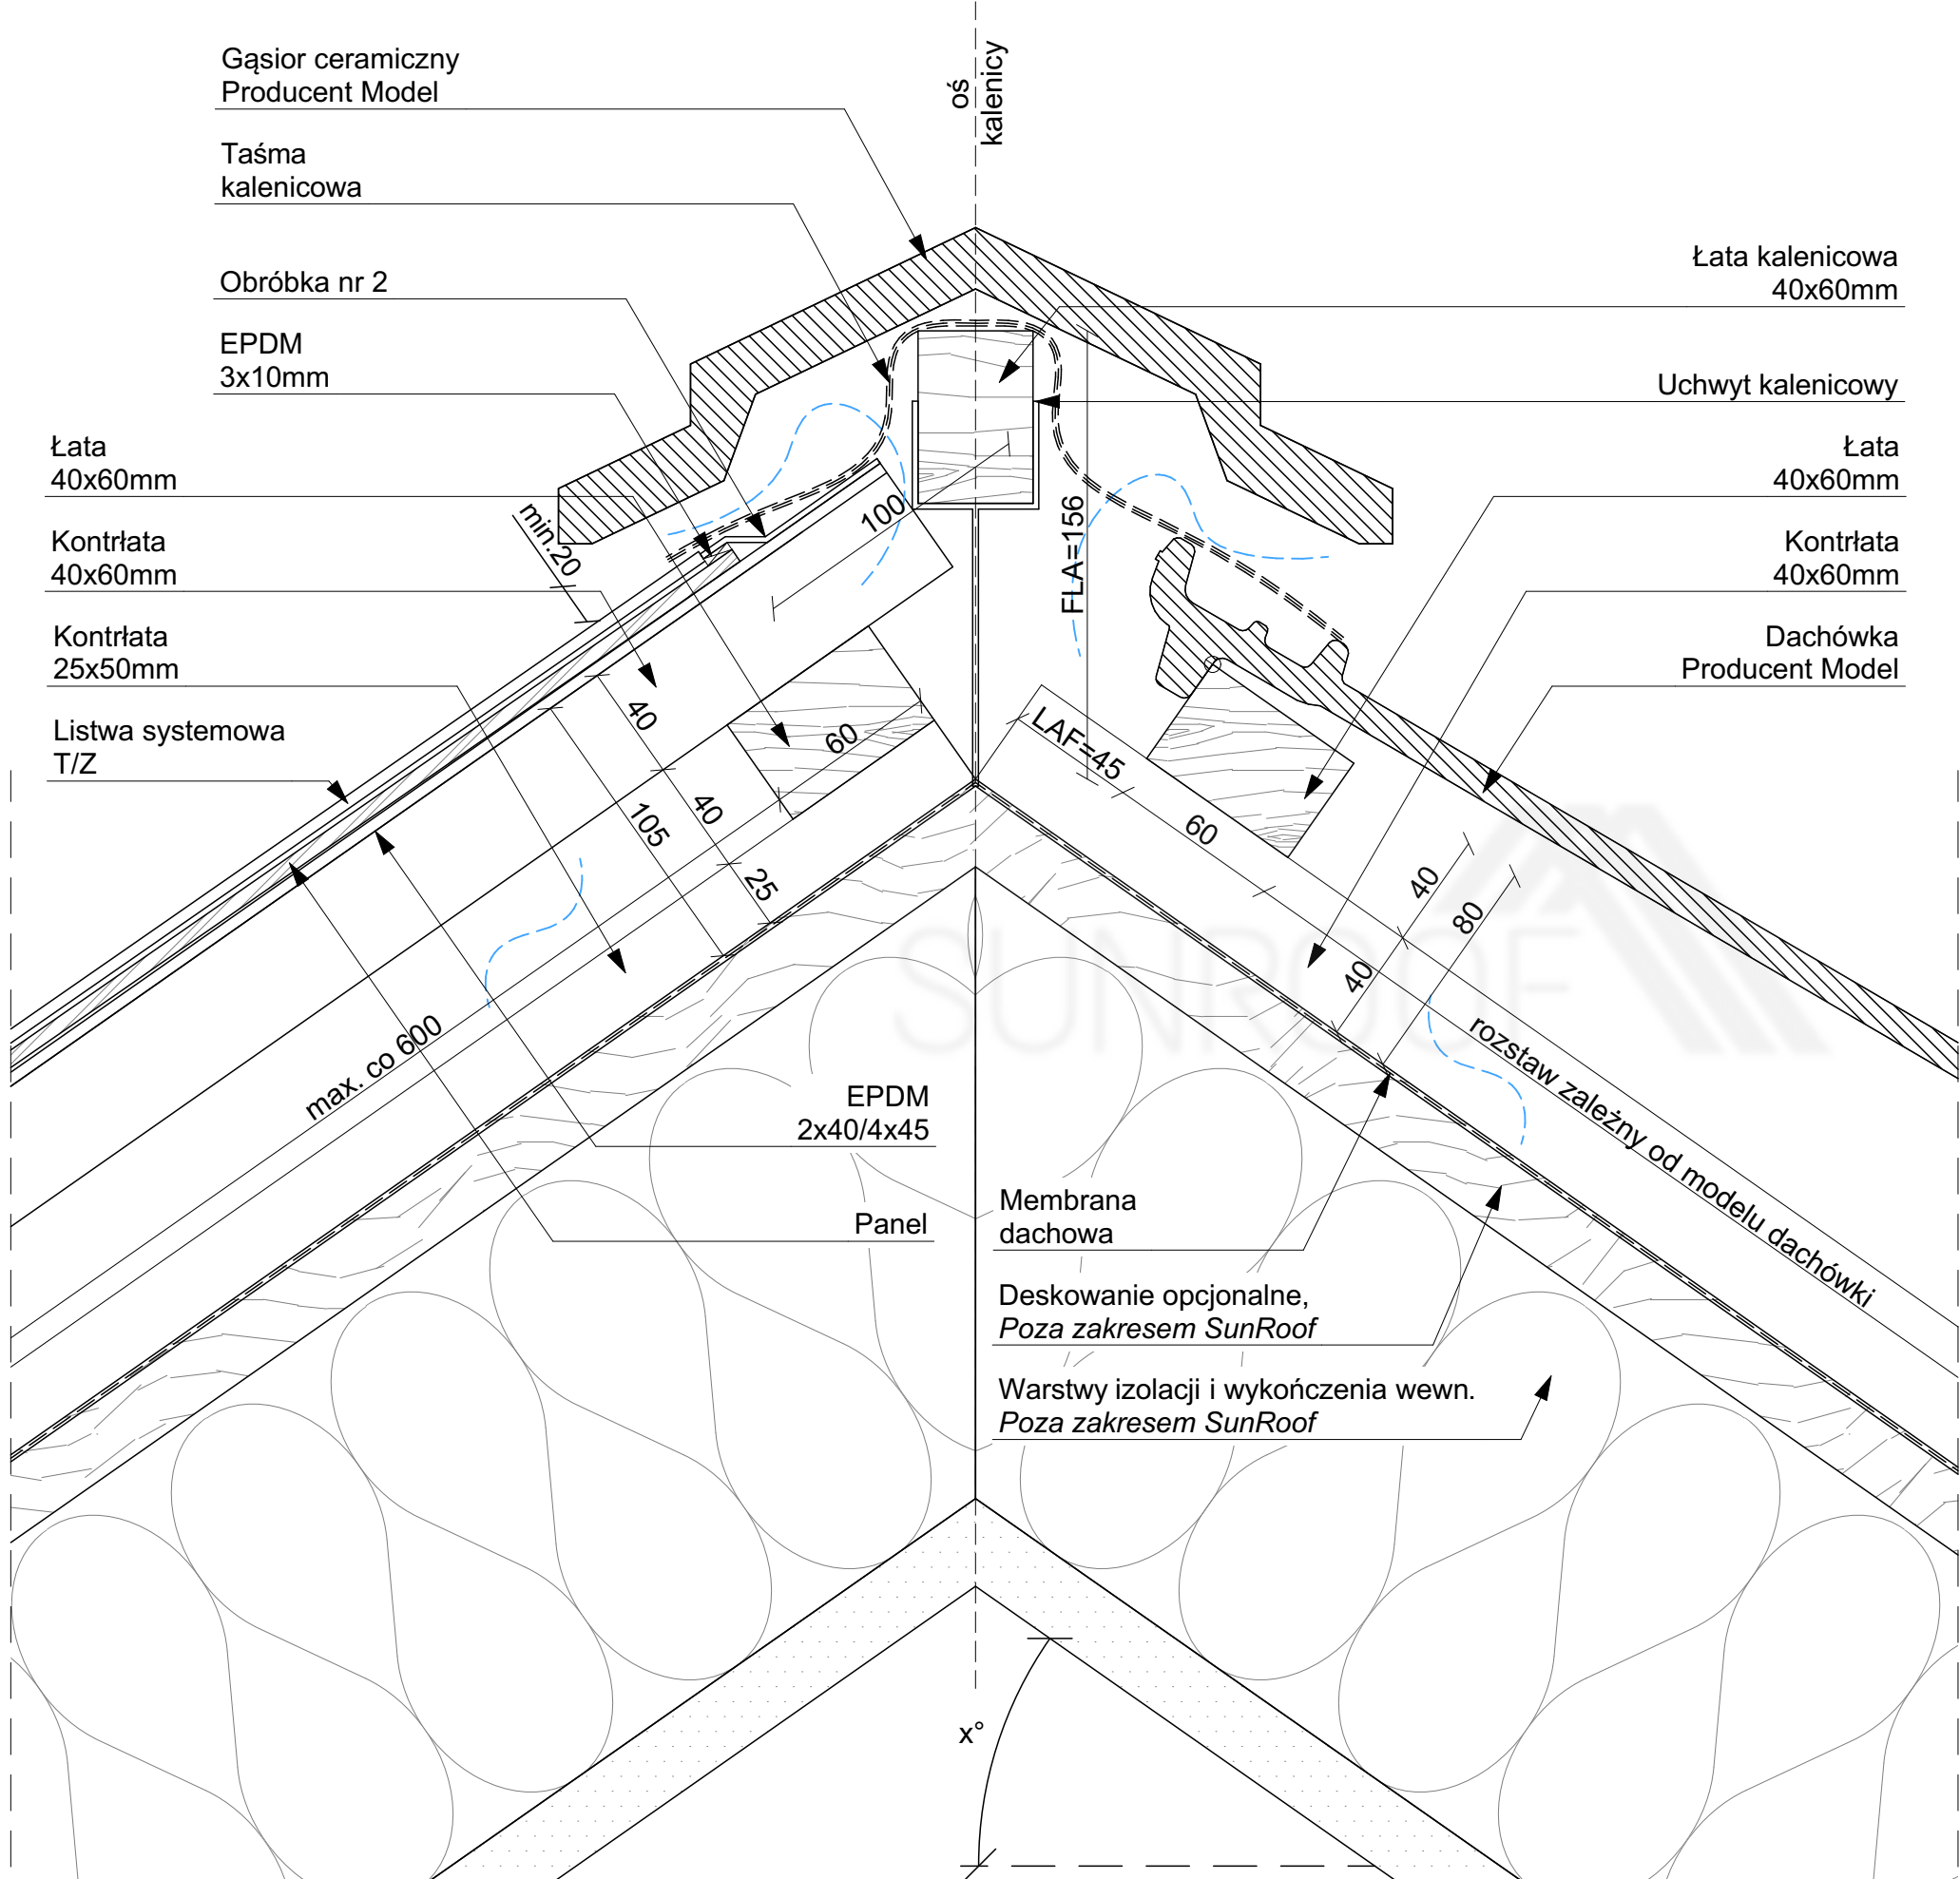 Gąsior ceramiczny
Producent Model
Taśma
kalenicowa
Obróbka nr 2
EPDM
3x10mm
Łata
40x60mm
Kontrłata
40x60mm
Kontrłata
25x50mm
Listwa systemowa
T/Z
oś
kalenicy
Łata kalenicowa
40x60mm
Uchwyt kalenicowy
Łata
40x60mm
Kontrłata
40x60mm
Dachówka
Producent Model
min.20
100
FLA=156
LAF=45
40
60
105
40
25
60
40
80
40
max. co 600
rozstaw zależny od modelu dachówki
SUNROOF
EPDM
2x40/4x45
Panel
Membrana
dachowa
Deskowanie opcjonalne,
Poza zakresem SunRoof
Warstwy izolacji i wykończenia wewn.
Poza zakresem SunRoof
x°